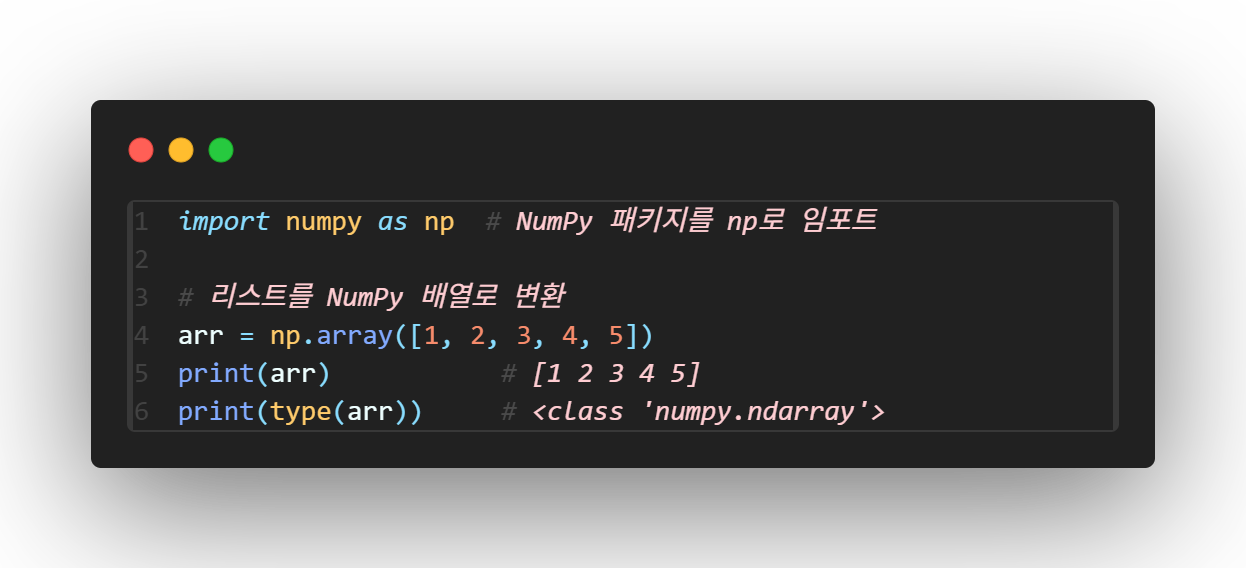 1 import numpy as np  # NumPy 패키지를 np로 임포트
2
3 # 리스트를 NumPy 배열로 변환
4 arr = np.array([1, 2, 3, 4, 5])
5 print(arr)           # [1 2 3 4 5]
6 print(type(arr))     # <class 'numpy.ndarray'>